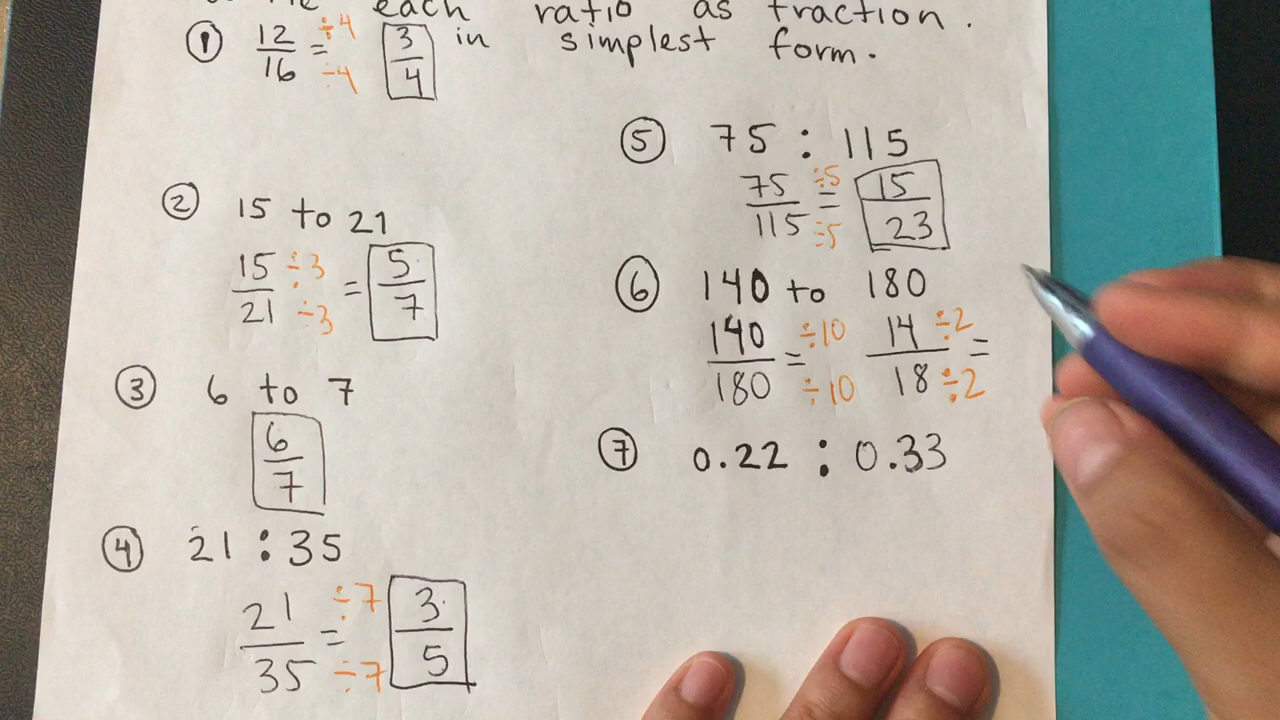 each ratio as fraction.
in simplest form.
① 12/16 ÷4/÷4 = 3/4
② 15 to 21
15/21 ÷3/÷3 = 5/7
③ 6 to 7
6/7
④ 21 : 35
21/35 = ÷7/÷7 3/5
⑤ 75 : 115
75/115 ÷5/÷5 = 15/23
⑥ 140 to 180
140/180 = ÷10/÷10 14/18 ÷2/÷2 =
⑦ 0.22 : 0.33